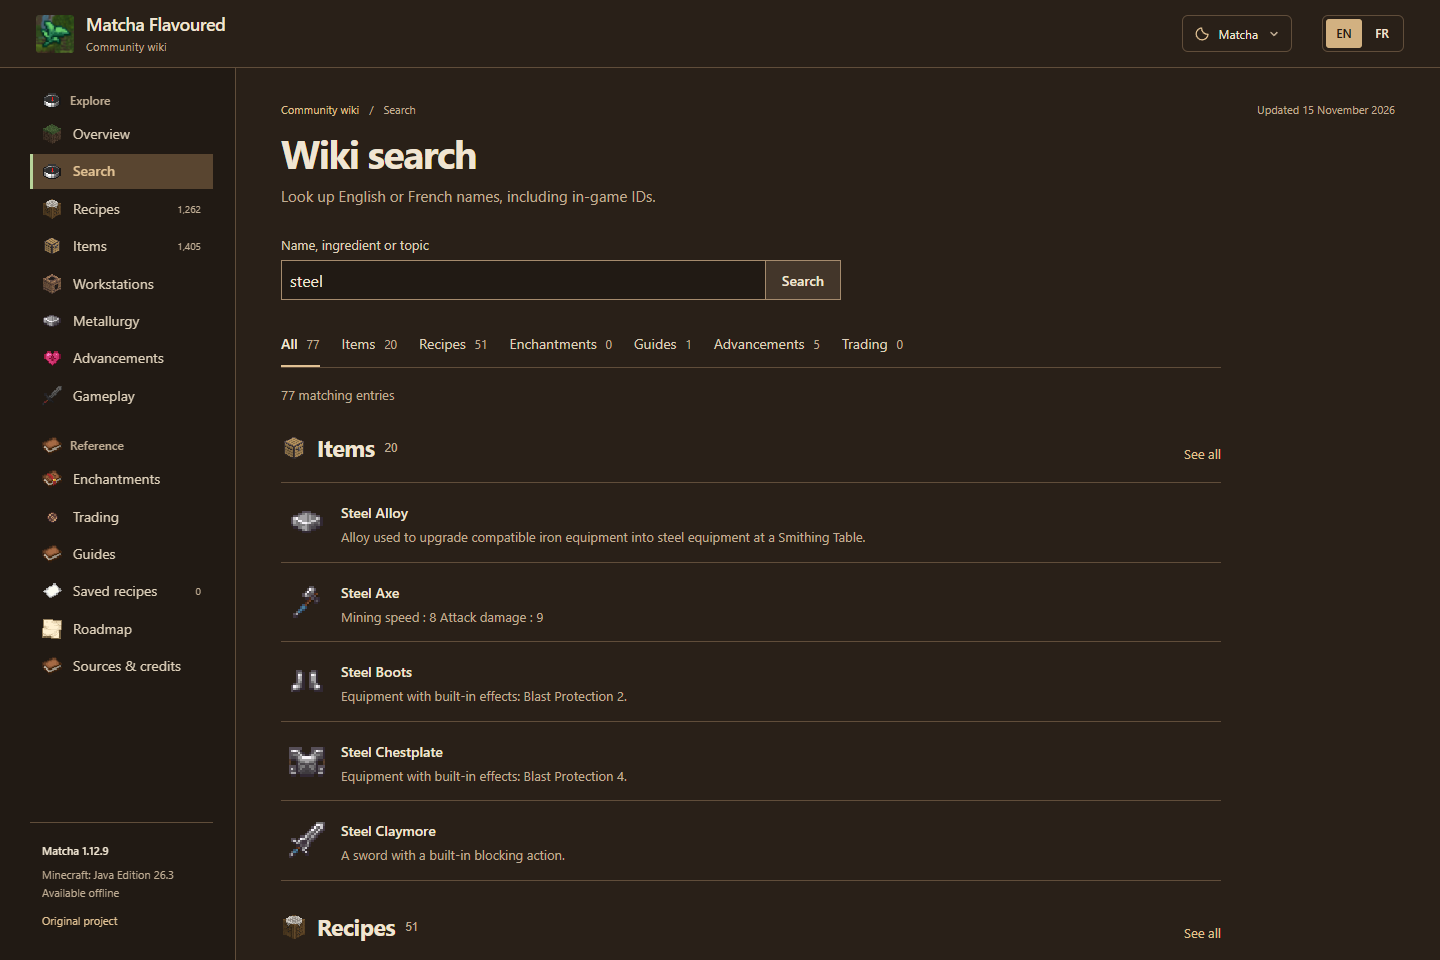 Matcha Flavoured
Community wiki
Matcha
EN
FR
Explore
Overview
Search
Recipes 1,262
Items 1,405
Workstations
Metallurgy
Advancements
Gameplay
Reference
Enchantments
Trading
Guides
Saved recipes 0
Roadmap
Sources & credits
Matcha 1.12.9
Minecraft: Java Edition 26.3
Available offline
Original project
Community wiki / Search
Updated 15 November 2026
Wiki search
Look up English or French names, including in-game IDs.
Name, ingredient or topic
steel
Search
All 77 Items 20 Recipes 51 Enchantments 0 Guides 1 Advancements 5 Trading 0
77 matching entries
Items 20
See all
Steel Alloy
Alloy used to upgrade compatible iron equipment into steel equipment at a Smithing Table.
Steel Axe
Mining speed : 8 Attack damage : 9
Steel Boots
Equipment with built-in effects: Blast Protection 2.
Steel Chestplate
Equipment with built-in effects: Blast Protection 4.
Steel Claymore
A sword with a built-in blocking action.
Recipes 51
See all